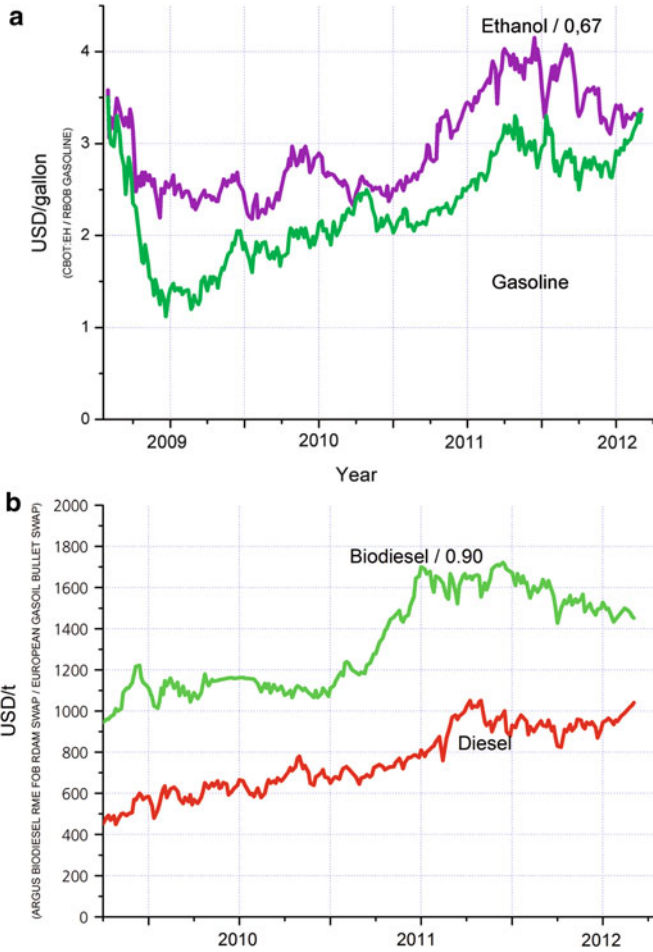 a
Ethanol / 0,67
4
3
2
1
0
USD/gallon
(CBOT:EH / RBOB GASOLINE)
Gasoline
2009 2010 2011 2012
Year
b
2000
1800
1600
1400
1200
1000
800
600
400
200
0
USD/t
(ARGUS BIODIESEL RME FOB RDAM SWAP / EUROPEAN GASOIL BULLET SWAP)
Biodiesel / 0.90
Diesel
2010 2011 2012